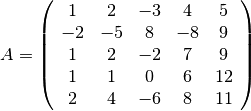 A = ( 1 2 −3 4 5
−2 −5 8 −8 9
1 2 −2 7 9
1 1 0 6 12
2 4 −6 8 11 )